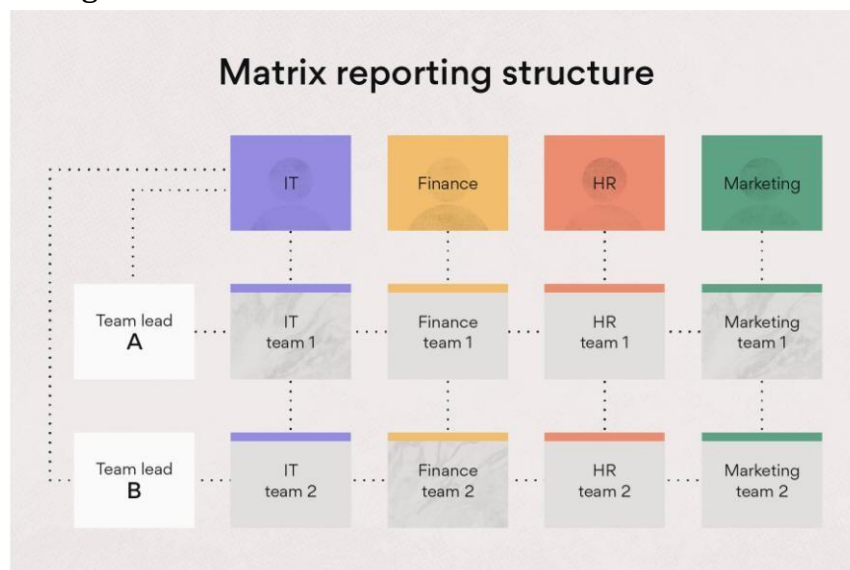 Matrix reporting structure
IT
Finance
HR
Marketing
Team lead
A
IT
team 1
Finance
team 1
HR
team 1
Marketing
team 1
Team lead
B
IT
team 2
Finance
team 2
HR
team 2
Marketing
team 2